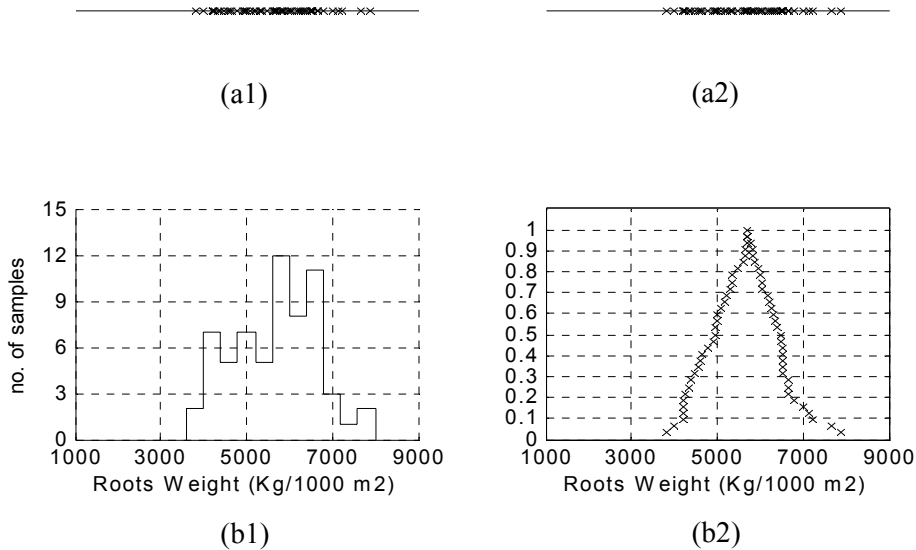 (a1)
(a2)
no. of samples
15
12
9
6
3
0
1000 3000 5000 7000 9000
Roots Weight (Kg/1000 m2)
(b1)
1
0.9
0.8
0.7
0.6
0.5
0.4
0.3
0.2
0.1
0
1000 3000 5000 7000 9000
Roots Weight (Kg/1000 m2)
(b2)